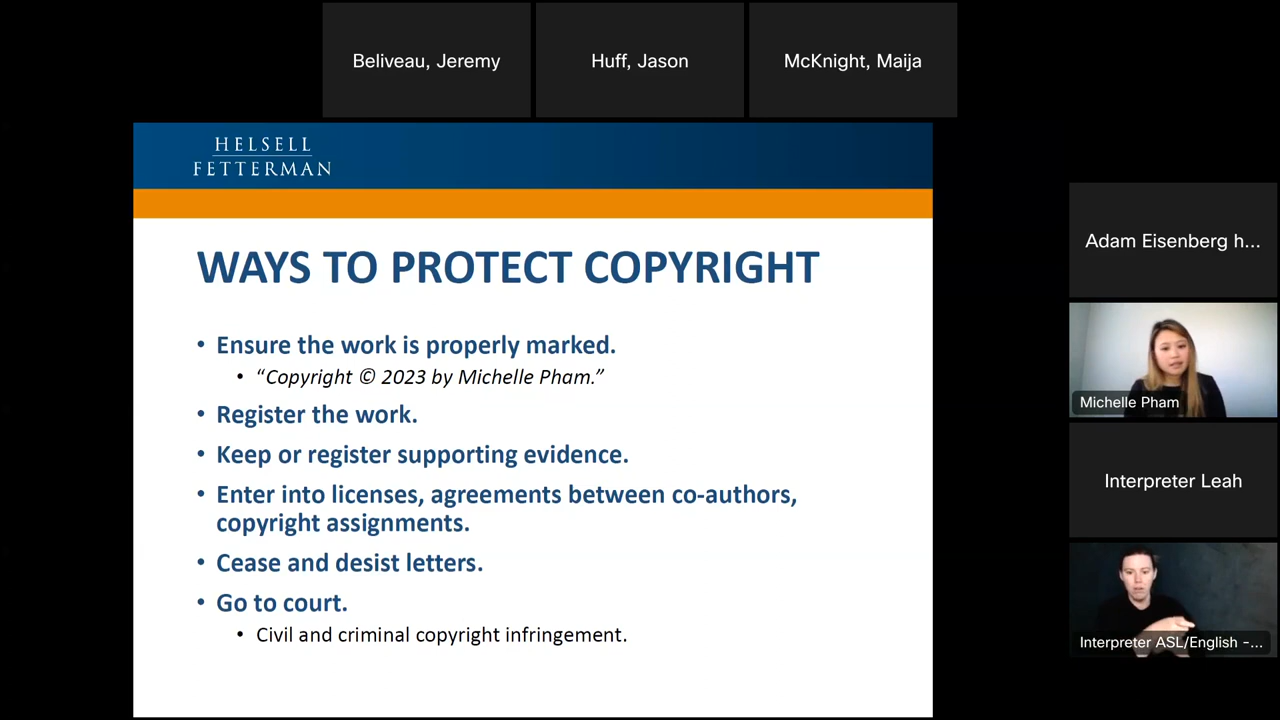 Beliveau, Jeremy
Huff, Jason
McKnight, Maija
HELSELL
FETTERMAN
WAYS TO PROTECT COPYRIGHT
• Ensure the work is properly marked.
• “Copyright © 2023 by Michelle Pham.”
• Register the work.
• Keep or register supporting evidence.
• Enter into licenses, agreements between co-authors,
copyright assignments.
• Cease and desist letters.
• Go to court.
• Civil and criminal copyright infringement.
Adam Eisenberg h...
Michelle Pham
Interpreter Leah
Interpreter ASL/English -...